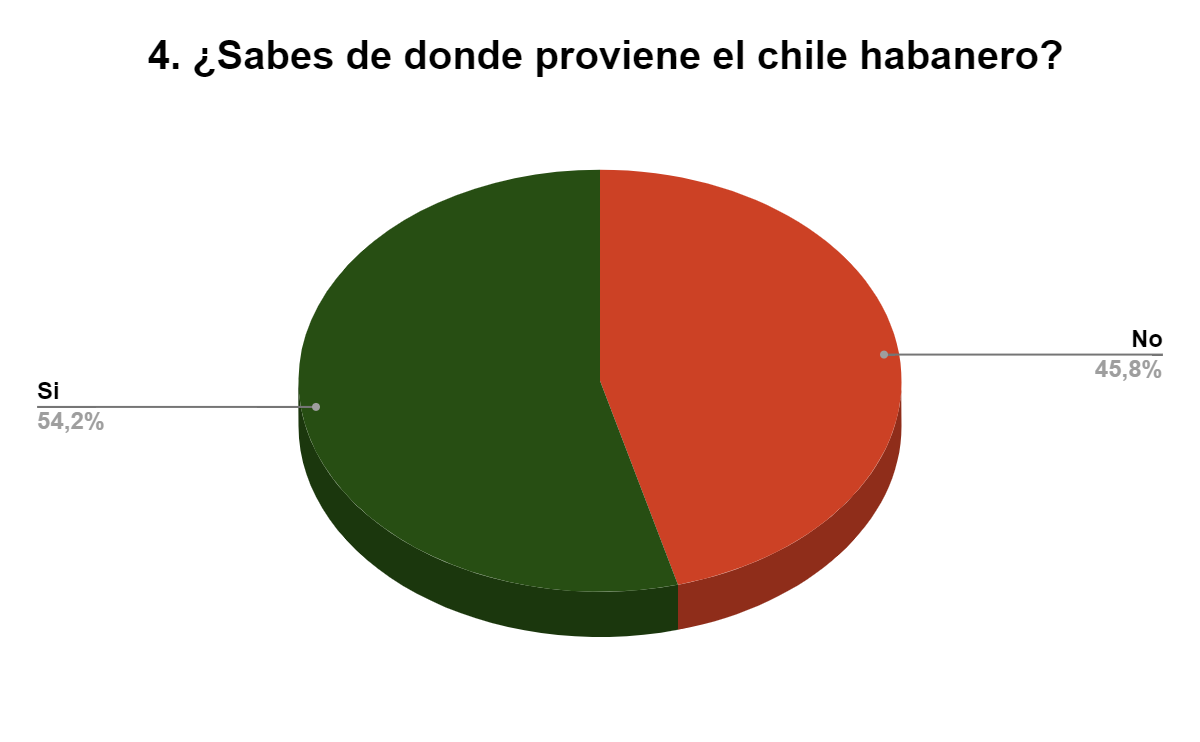 4. ¿Sabes de donde proviene el chile habanero?
No
45,8%
Si
54,2%